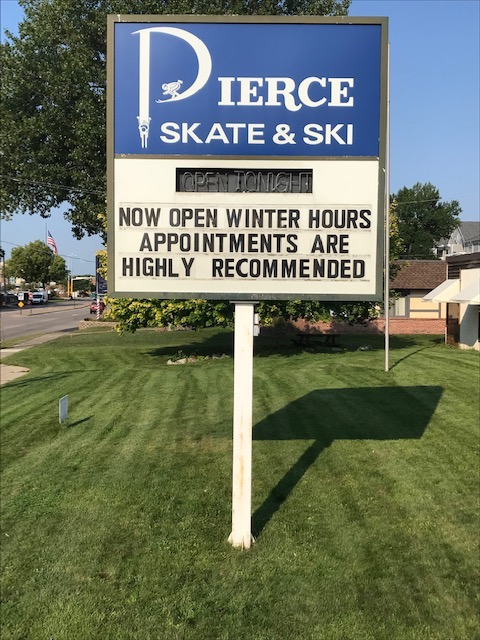 PIERCE
SKATE & SKI
OPEN TONIGHT
NOW OPEN WINTER HOURS
APPOINTMENTS ARE
HIGHLY RECOMMENDED